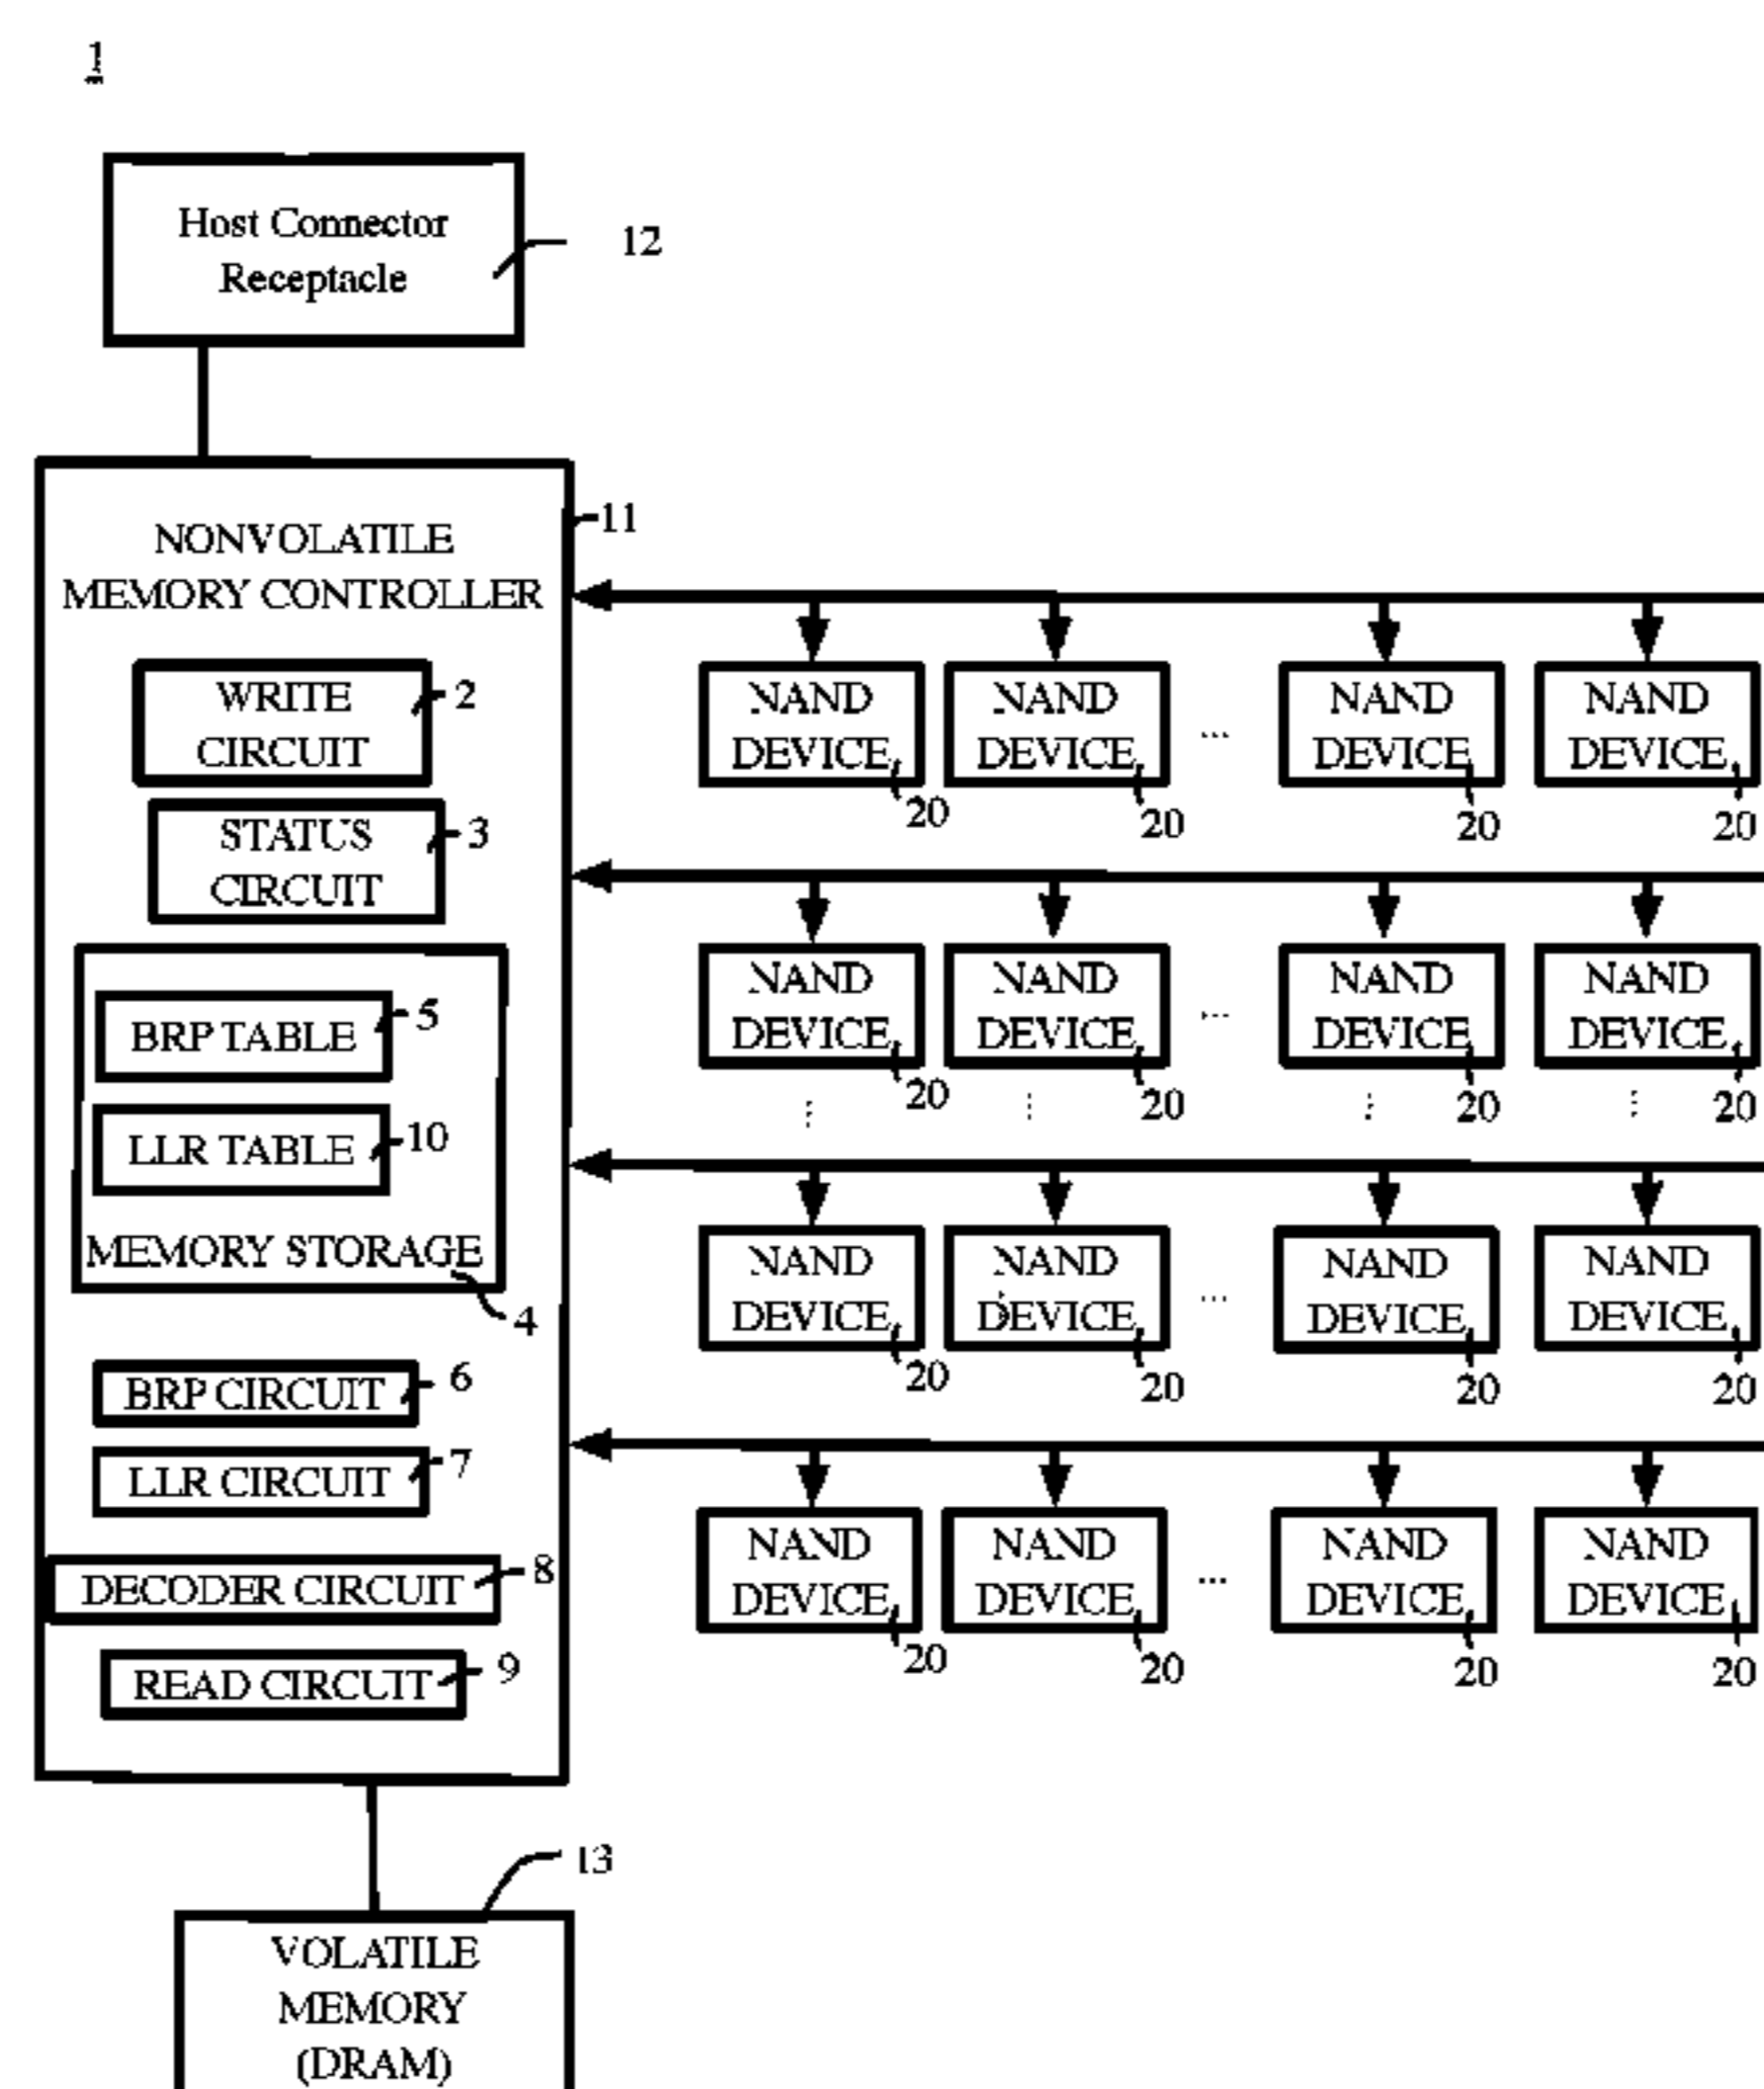 1
Host Connector
Receptacle
12
NONVOLATILE
MEMORY CONTROLLER
11
WRITE
CIRCUIT
2
STATUS
CIRCUIT
3
BRP TABLE
5
LLR TABLE
10
MEMORY STORAGE
4
BRP CIRCUIT
6
LLR CIRCUIT
7
DECODER CIRCUIT
8
READ CIRCUIT
9
13
VOLATILE
MEMORY
(DRAM)
NAND
DEVICE
20
NAND
DEVICE
20
...
NAND
DEVICE
20
NAND
DEVICE
20
NAND
DEVICE
20
NAND
DEVICE
20
...
NAND
DEVICE
20
NAND
DEVICE
20
...
...
...
...
NAND
DEVICE
20
NAND
DEVICE
20
...
NAND
DEVICE
20
NAND
DEVICE
20
NAND
DEVICE
20
NAND
DEVICE
20
...
NAND
DEVICE
20
NAND
DEVICE
20